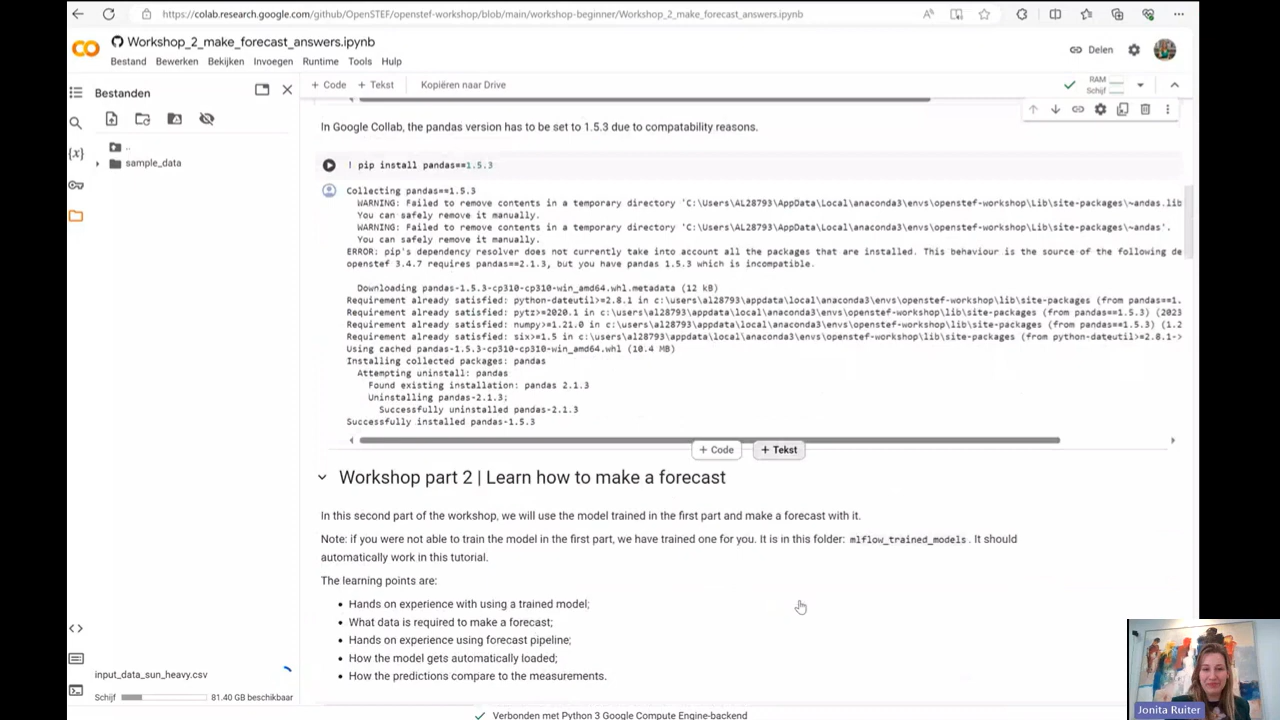 https://colab.research.google.com/github/OpenSTEF/openstef-workshop/blob/main/workshop-beginner/Workshop_2_make_forecast_answers.ipynb
Workshop_2_make_forecast_answers.ipynb
Delen
Bestand Bewerken Bekijken Invoegen Runtime Tools Help
Bestanden
+ Code + Tekst Kopiëren naar Drive
RAM
Schijf
..
sample_data
In Google Collab, the pandas version has to be set to 1.5.3 due to compatability reasons.
! pip install pandas==1.5.3
Collecting pandas==1.5.3
WARNING: Failed to remove contents in a temporary directory 'C:\Users\AL28793\AppData\Local\anaconda3\envs\openstef-workshop\Lib\site-packages\~andas.lib
You can safely remove it manually.
WARNING: Failed to remove contents in a temporary directory 'C:\Users\AL28793\AppData\Local\anaconda3\envs\openstef-workshop\Lib\site-packages\~andas'.
You can safely remove it manually.
ERROR: pip's dependency resolver does not currently take into account all the packages that are installed. This behaviour is the source of the following de
openstef 3.4.7 requires pandas==2.1.3, but you have pandas 1.5.3 which is incompatible.
Downloading pandas-1.5.3-cp310-cp310-win_amd64.whl.metadata (12 kB)
Requirement already satisfied: python-dateutil>=2.8.1 in c:\users\al28793\appdata\local\anaconda3\envs\openstef-workshop\lib\site-packages (from pandas==1.
Requirement already satisfied: pytz>=2020.1 in c:\users\al28793\appdata\local\anaconda3\envs\openstef-workshop\lib\site-packages (from pandas==1.5.3) (2023
Requirement already satisfied: numpy>=1.21.0 in c:\users\al28793\appdata\local\anaconda3\envs\openstef-workshop\lib\site-packages (from pandas==1.5.3) (1.2
Requirement already satisfied: six>=1.5 in c:\users\al28793\appdata\local\anaconda3\envs\openstef-workshop\lib\site-packages (from python-dateutil>=2.8.1->
Using cached pandas-1.5.3-cp310-cp310-win_amd64.whl (10.4 MB)
Installing collected packages: pandas
Attempting uninstall: pandas
Found existing installation: pandas 2.1.3
Uninstalling pandas-2.1.3:
Successfully uninstalled pandas-2.1.3
Successfully installed pandas-1.5.3
+ Code + Tekst
Workshop part 2 | Learn how to make a forecast
In this second part of the workshop, we will use the model trained in the first part and make a forecast with it.
Note: if you were not able to train the model in the first part, we have trained one for you. It is in this folder: mlflow_trained_models. It should
automatically work in this tutorial.
The learning points are:
• Hands on experience with using a trained model;
• What data is required to make a forecast;
• Hands on experience using forecast pipeline;
• How the model gets automatically loaded;
• How the predictions compare to the measurements.
input_data_sun_heavy.csv
Schijf 81.40 GB beschikbaar
Verbonden met Python 3 Google Compute Engine-backend
Jonita Ruiter